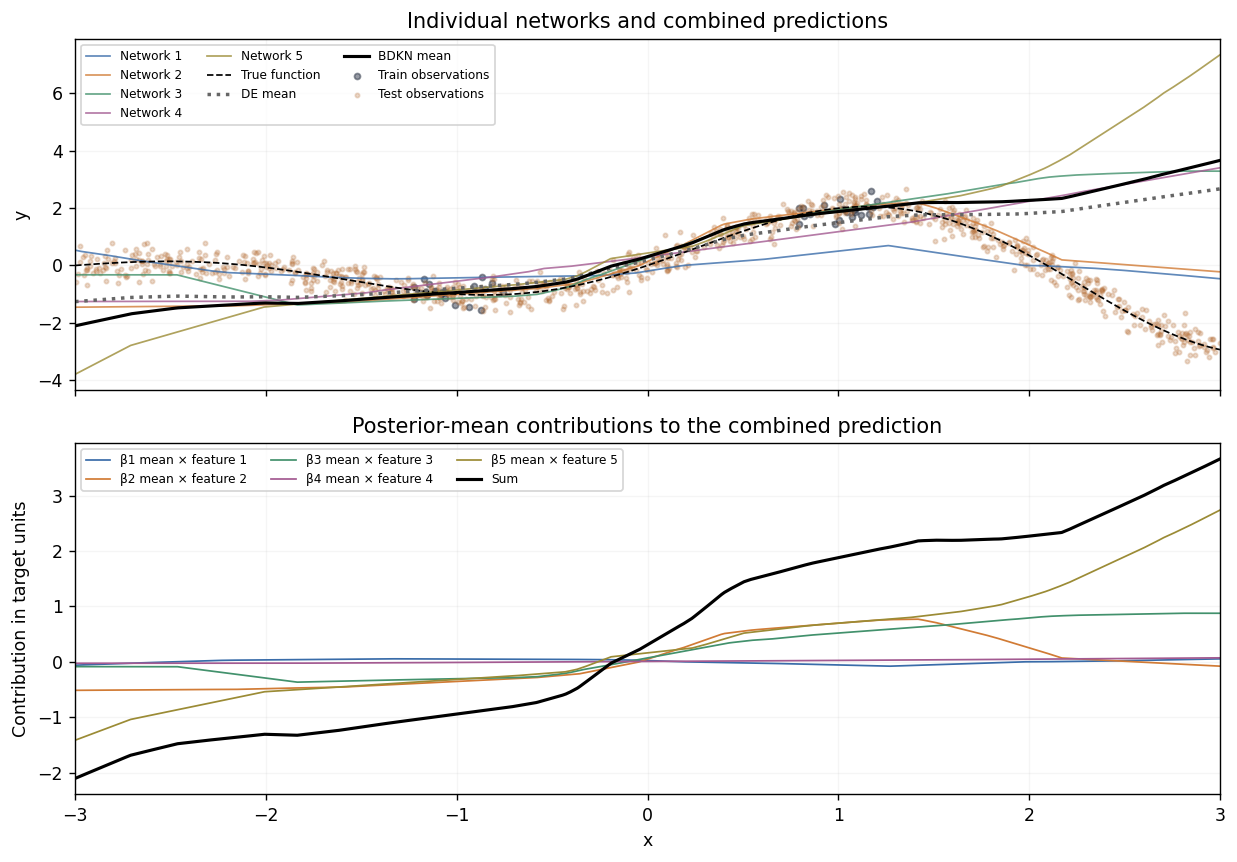 Individual networks and combined predictions
Network 1
Network 2
Network 3
Network 4
Network 5
True function
DE mean
BDKN mean
Train observations
Test observations
y
6
4
2
0
−2
−4
Posterior-mean contributions to the combined prediction
β1 mean × feature 1
β2 mean × feature 2
β3 mean × feature 3
β4 mean × feature 4
β5 mean × feature 5
Sum
Contribution in target units
3
2
1
0
−1
−2
−3 −2 −1 0 1 2 3
x